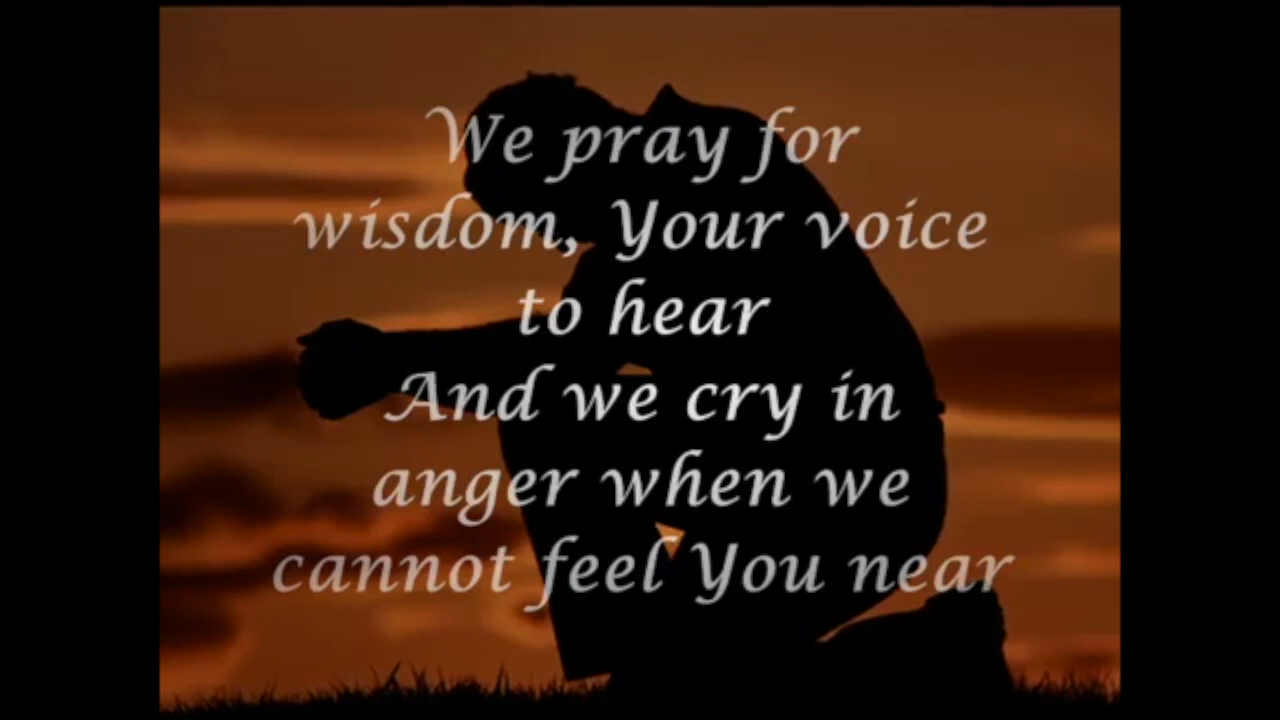 We pray for
wisdom, Your voice
to hear
And we cry in
anger when we
cannot feel You near